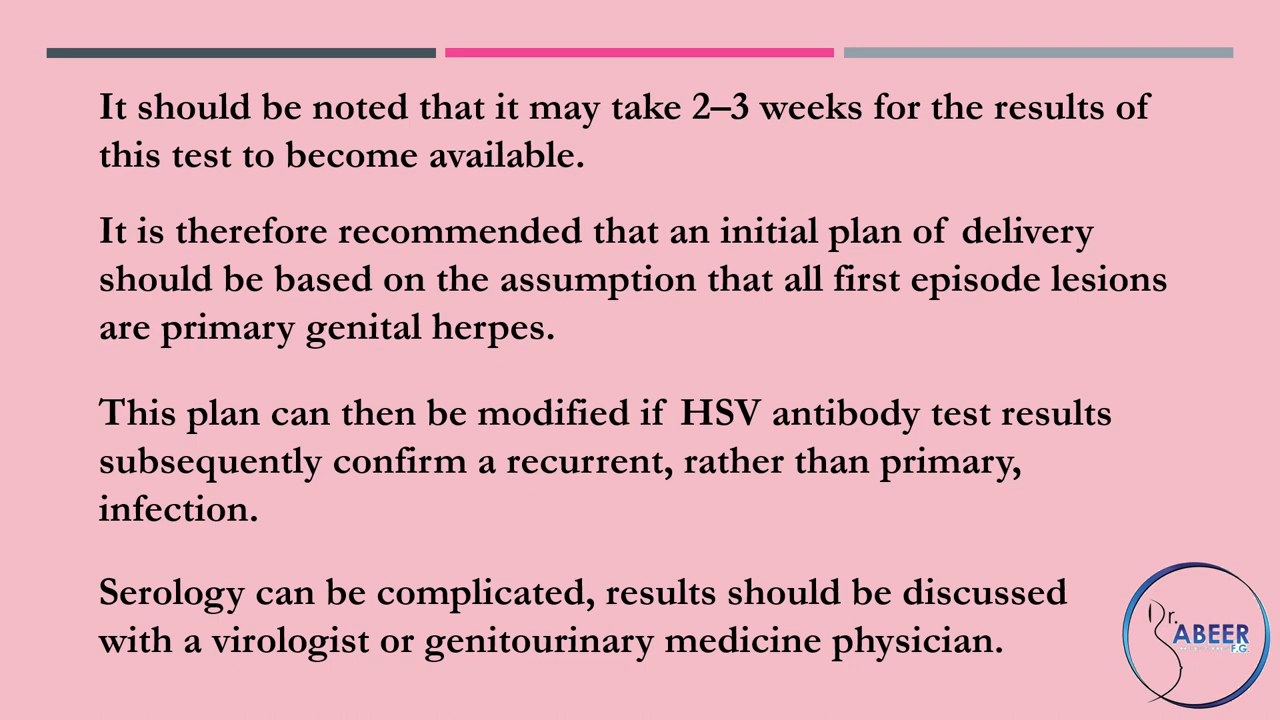 It should be noted that it may take 2–3 weeks for the results of
this test to become available.
It is therefore recommended that an initial plan of delivery
should be based on the assumption that all first episode lesions
are primary genital herpes.
This plan can then be modified if HSV antibody test results
subsequently confirm a recurrent, rather than primary,
infection.
Serology can be complicated, results should be discussed
with a virologist or genitourinary medicine physician.
Dr.
ABEER
F.G.